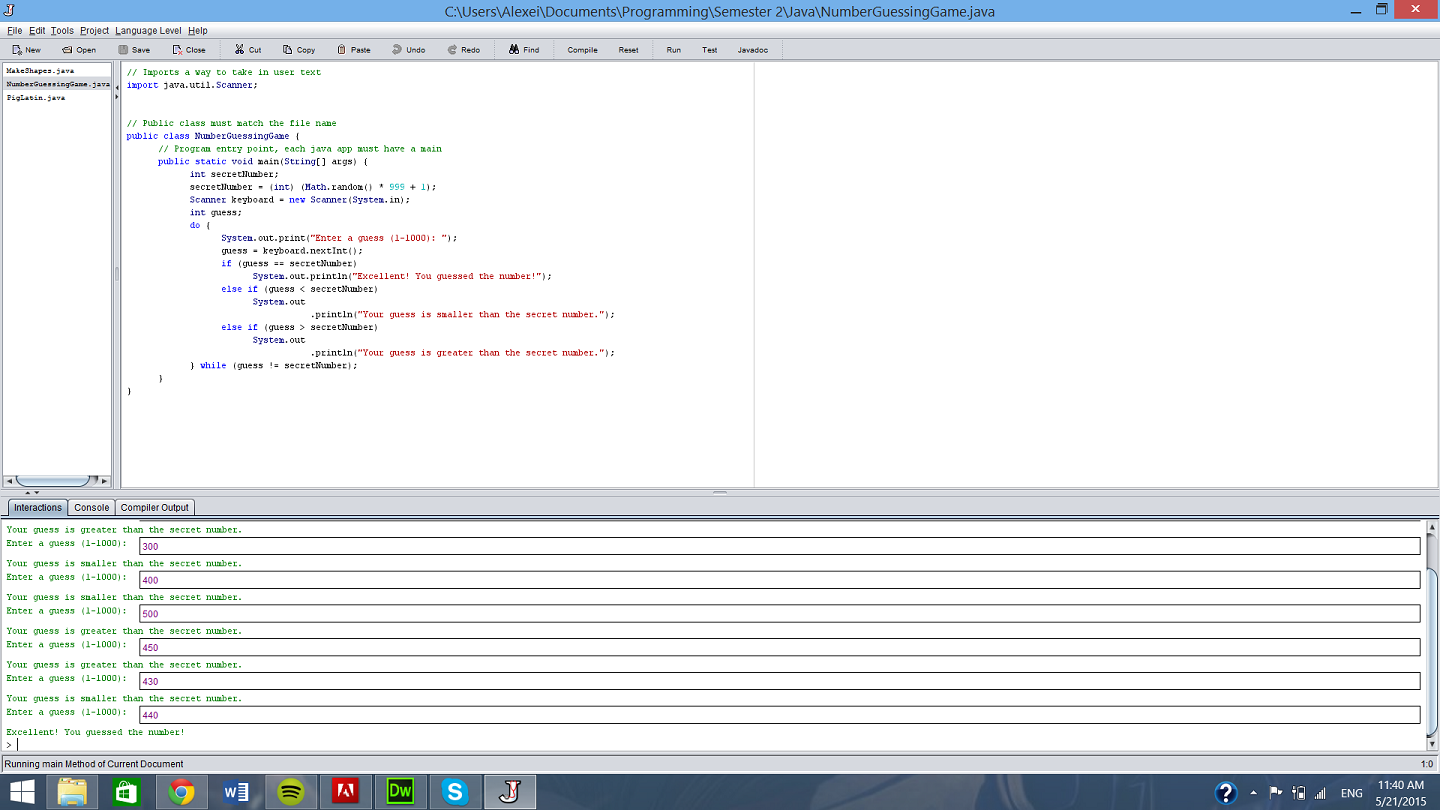 C:\Users\Alexei\Documents\Programming\Semester 2\Java\NumberGuessingGame.java
File Edit Tools Project Language Level Help
New Open Save Close Cut Copy Paste Undo Redo Find Compile Reset Run Test Javadoc
MakeShapes.java
NumberGuessingGame.java
PigLatin.java
// Imports a way to take in user text
import java.util.Scanner;
// Public class must match the file name
public class NumberGuessingGame {
// Program entry point, each java app must have a main
public static void main(String[] args) {
int secretNumber;
secretNumber = (int) (Math.random() * 999 + 1);
Scanner keyboard = new Scanner(System.in);
int guess;
do {
System.out.print("Enter a guess (1-1000): ");
guess = keyboard.nextInt();
if (guess == secretNumber)
System.out.println("Excellent! You guessed the number!");
else if (guess < secretNumber)
System.out
.println("Your guess is smaller than the secret number.");
else if (guess > secretNumber)
System.out
.println("Your guess is greater than the secret number.");
} while (guess != secretNumber);
}
}
Interactions Console Compiler Output
Your guess is greater than the secret number.
Enter a guess (1-1000): 300
Your guess is smaller than the secret number.
Enter a guess (1-1000): 400
Your guess is smaller than the secret number.
Enter a guess (1-1000): 500
Your guess is greater than the secret number.
Enter a guess (1-1000): 450
Your guess is greater than the secret number.
Enter a guess (1-1000): 430
Your guess is smaller than the secret number.
Enter a guess (1-1000): 440
Excellent! You guessed the number!
>
Running main Method of Current Document 1:0
W Dw S J ? ENG 11:40 AM
5/21/2015